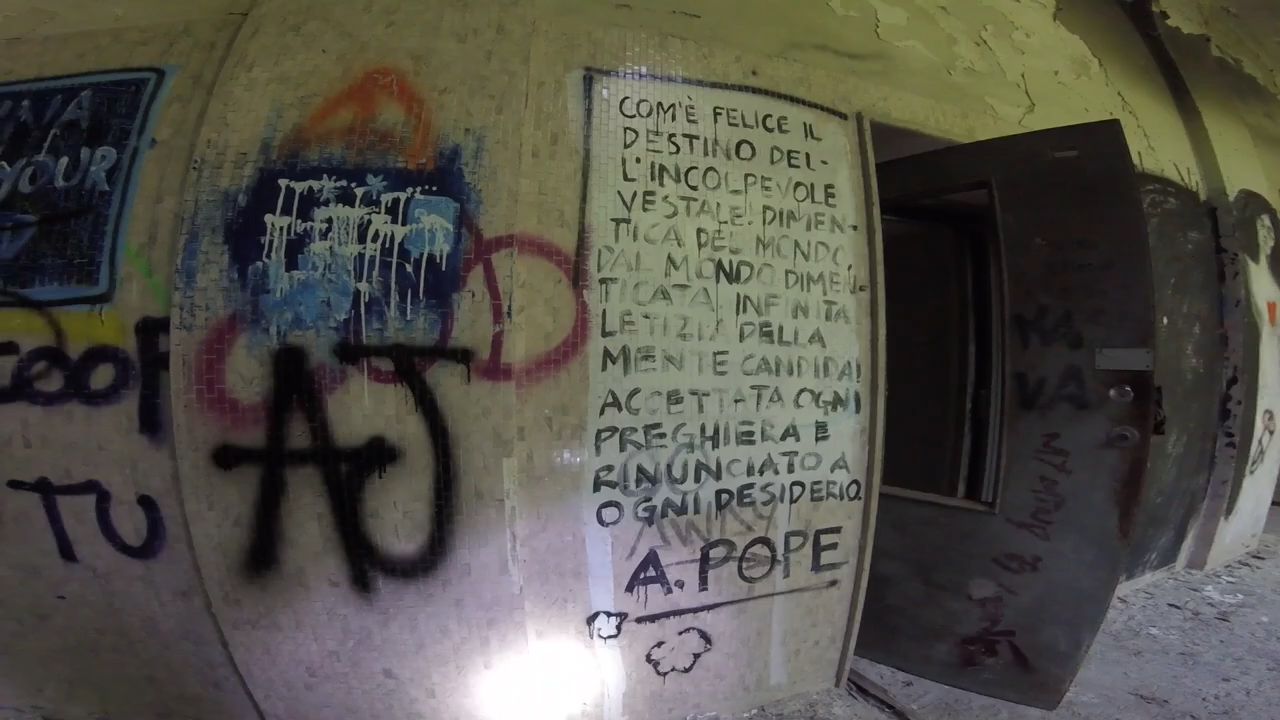 YOUR
TU
AJ
COM'È FELICE IL
DESTINO DEL-
L'INCOLPEVOLE
VESTALE! DIMEN-
TICA DEL MONDO
DAL MONDO DIMEN-
TICATA, INFINITA
LETIZIA DELLA
MENTE CANDIDA!
ACCETTATA OGNI
PREGHIERA E
RINUNCIATO A
OGNI DESIDERIO.
A. POPE